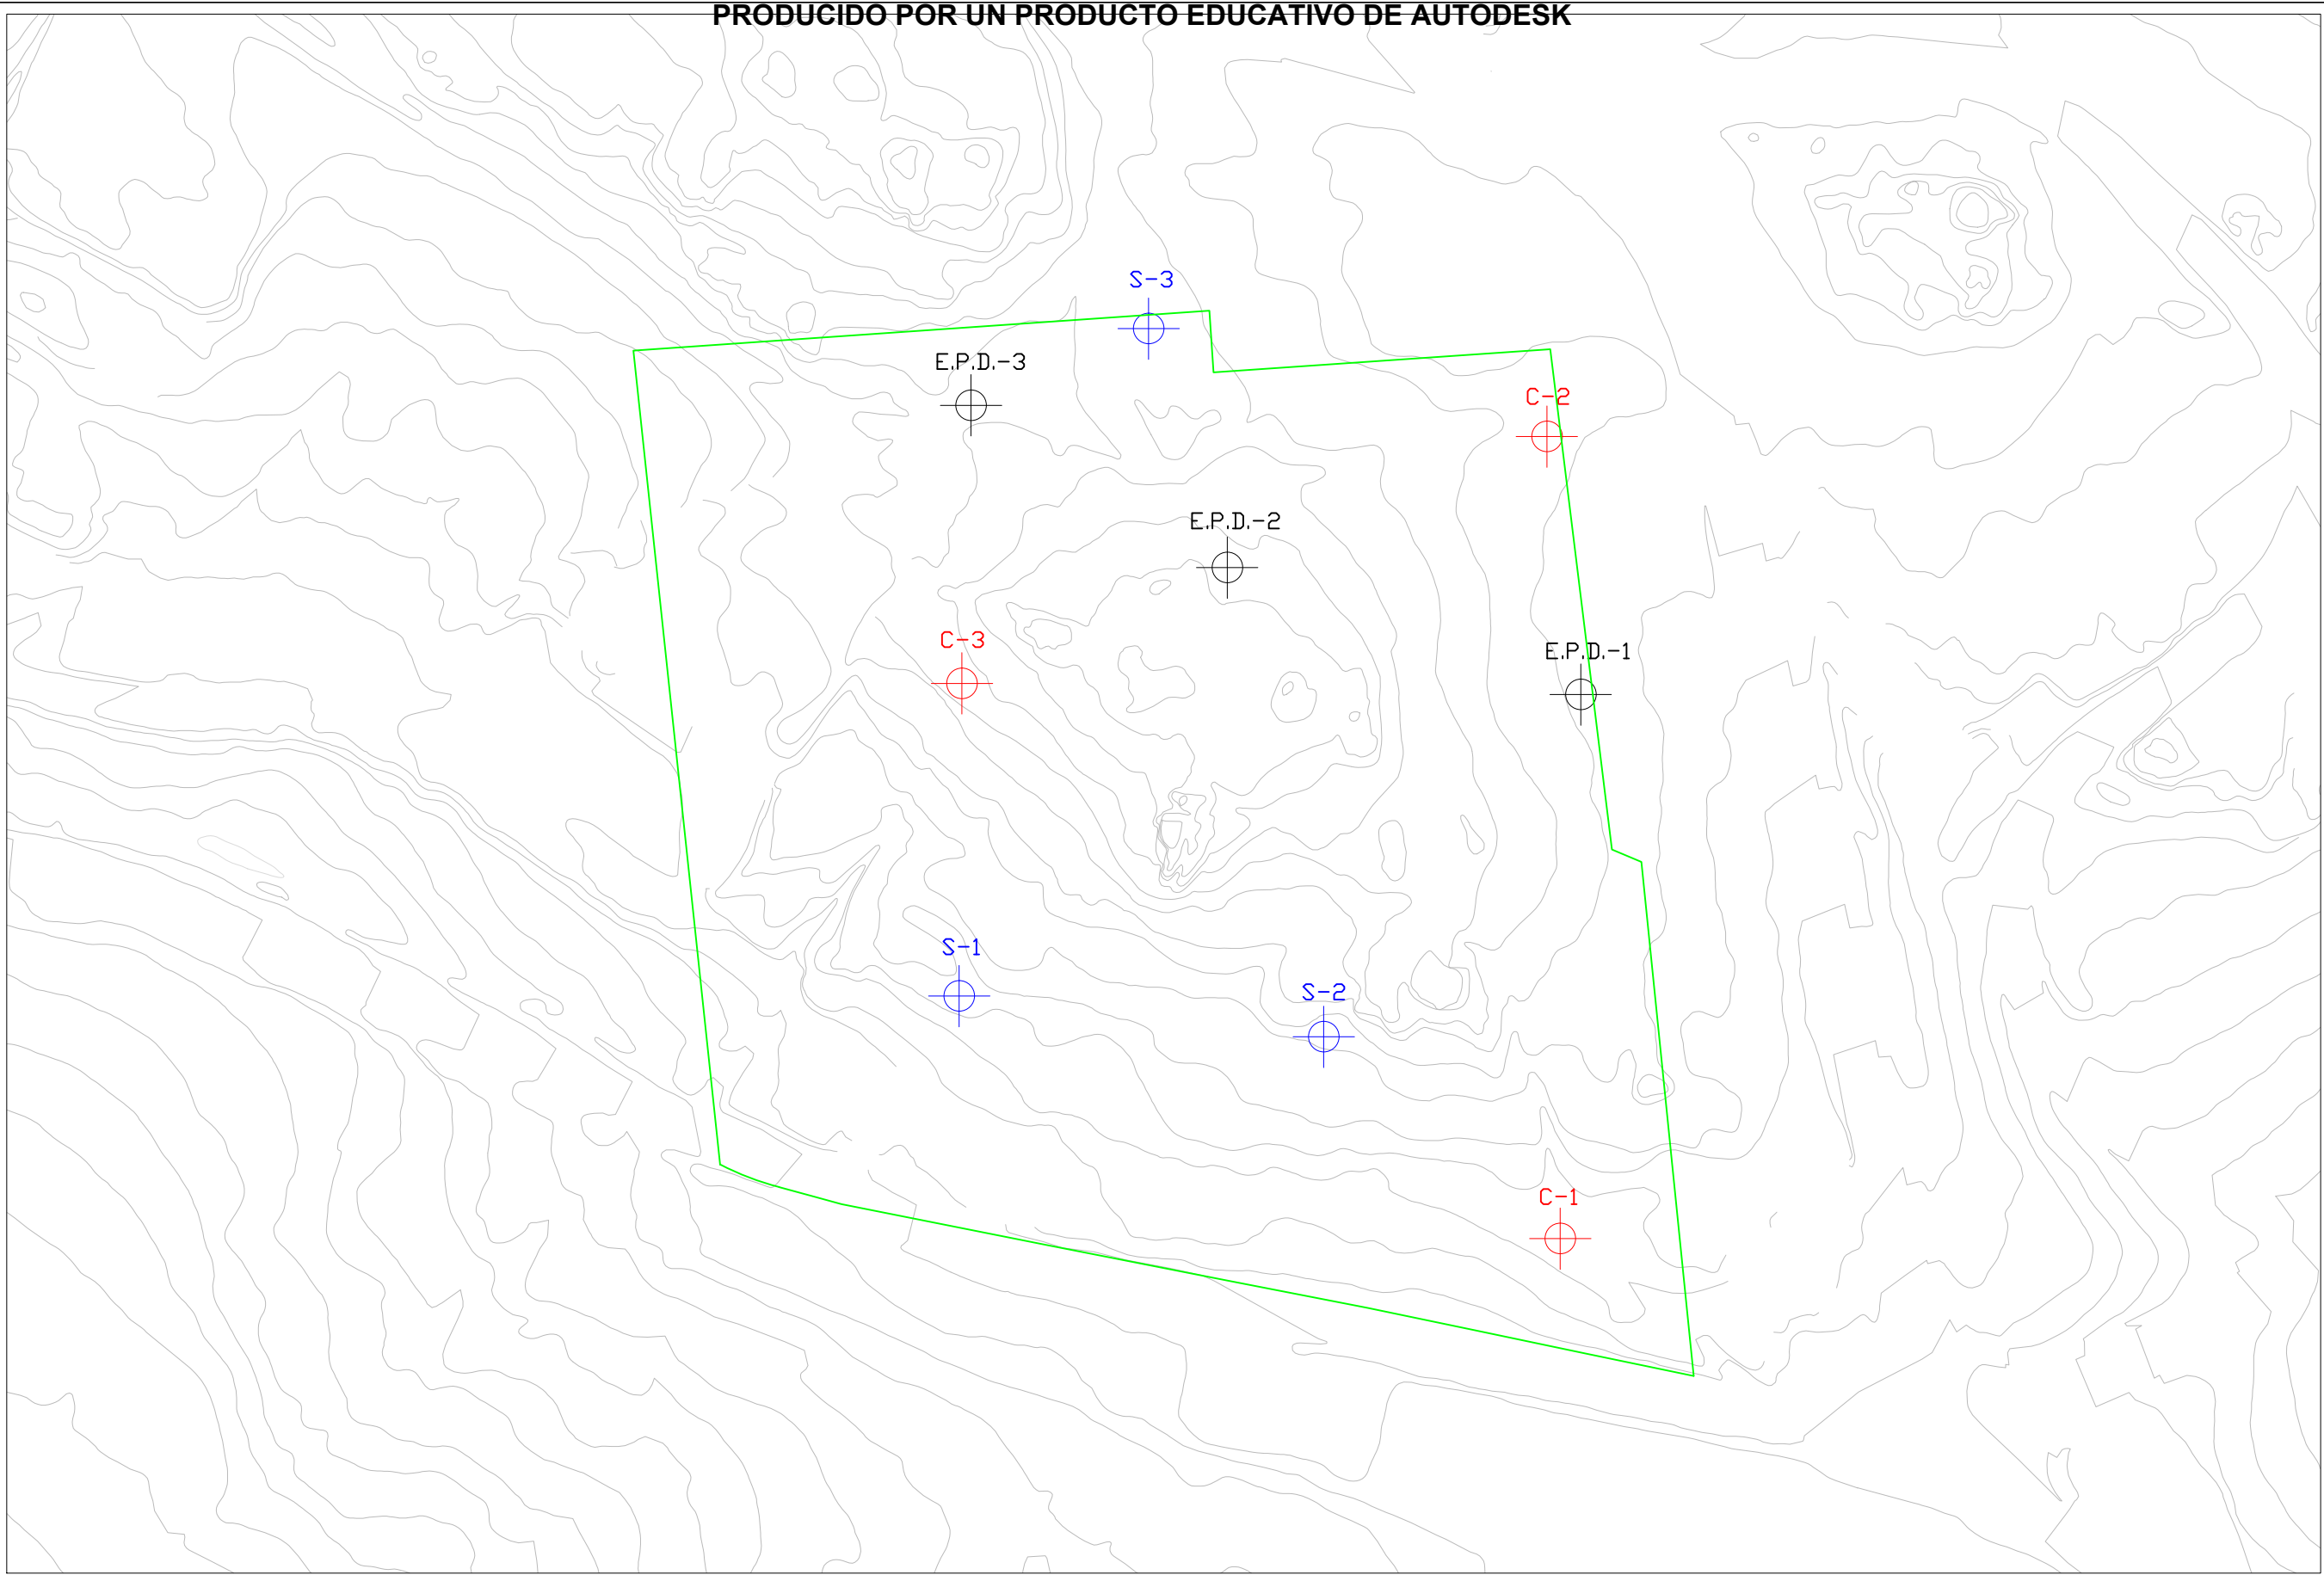 PRODUCIDO POR UN PRODUCTO EDUCATIVO DE AUTODESK
S-3
E.P.D.-3
C-2
E.P.D.-2
C-3
E.P.D.-1
S-1
S-2
C-1